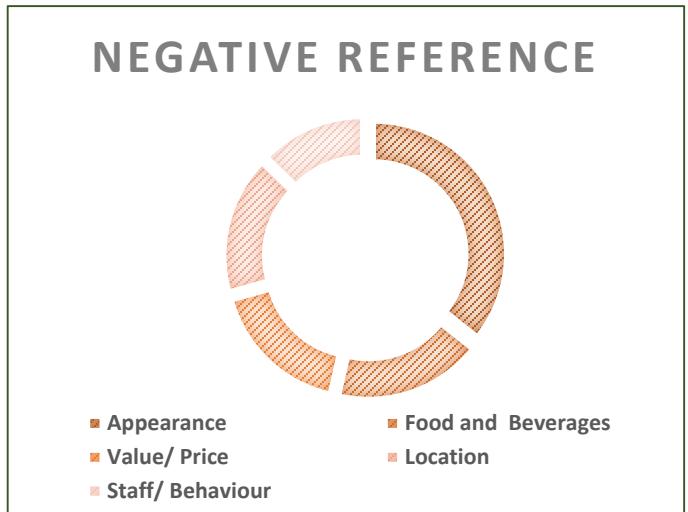 NEGATIVE REFERENCE
Appearance Food and Beverages
Value/ Price Location
Staff/ Behaviour